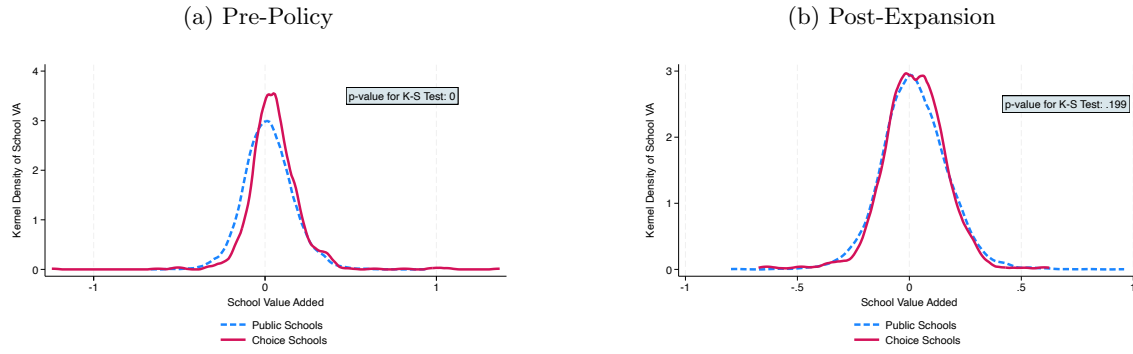 (a) Pre-Policy
4
3
2
1
0
Kernel Density of School VA
p-value for K-S Test: 0
-1
0
1
School Value Added
Public Schools
Choice Schools
(b) Post-Expansion
3
2
1
0
Kernel Density of School VA
p-value for K-S Test: .199
-1
-.5
0
.5
1
School Value Added
Public Schools
Choice Schools